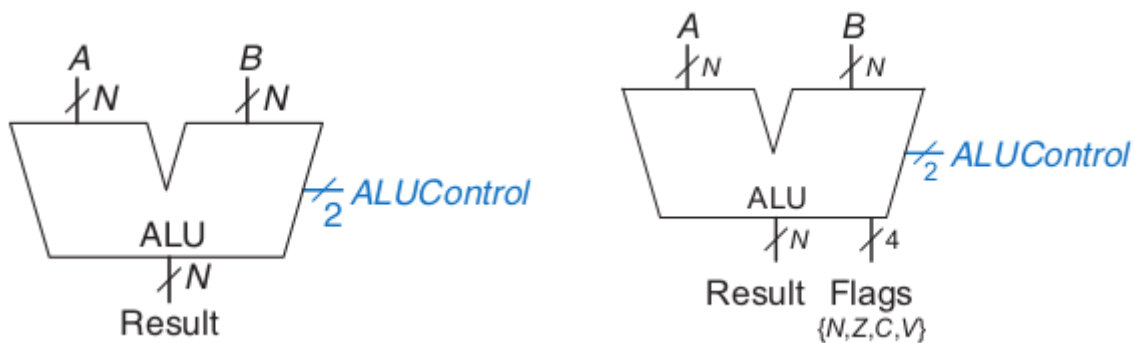 A B
N N
2 ALUControl
ALU
N
Result
A B
N N
2 ALUControl
ALU
N 4
Result Flags
{N,Z,C,V}